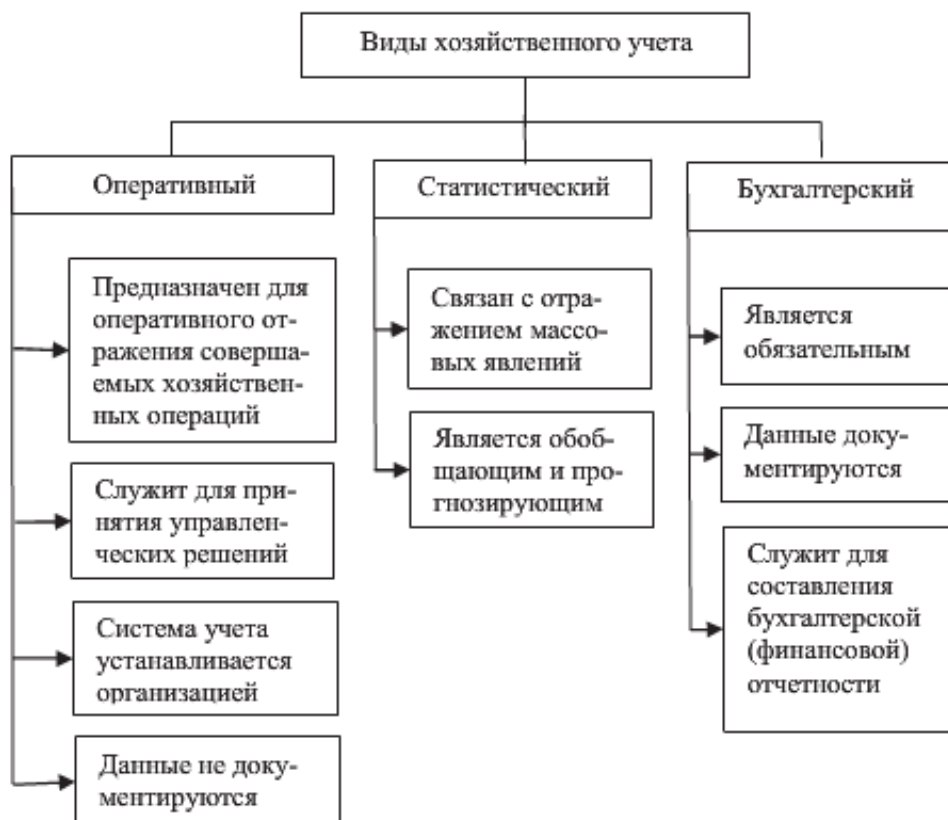 Виды хозяйственного учета
Оперативный
Предназначен для
оперативного от-
ражения соверша-
емых хозяйствен-
ных операций
Служит для при-
нятия управлен-
ческих решений
Система учета
устанавливается
организацией
Данные не доку-
ментируются
Статистический
Связан с отра-
жением массо-
вых явлений
Является обоб-
щающим и про-
гнозирующим
Бухгалтерский
Является
обязательным
Данные доку-
ментируются
Служит для
составления
бухгалтерской
(финансовой)
отчетности